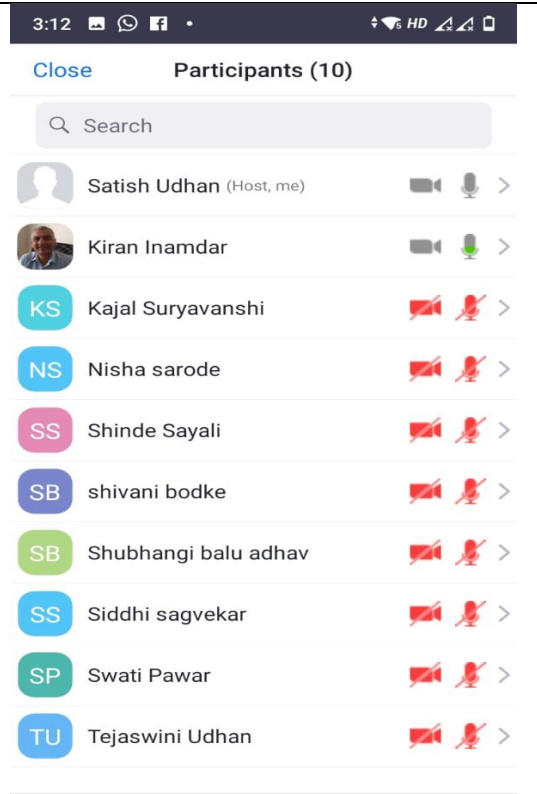 3:12 HD
Close Participants (10)
Search
Satish Udhan (Host, me)
Kiran Inamdar
KS Kajal Suryavanshi
NS Nisha sarode
SS Shinde Sayali
SB shivani bodke
SB Shubhangi balu adhav
SS Siddhi sagvekar
SP Swati Pawar
TU Tejaswini Udhan